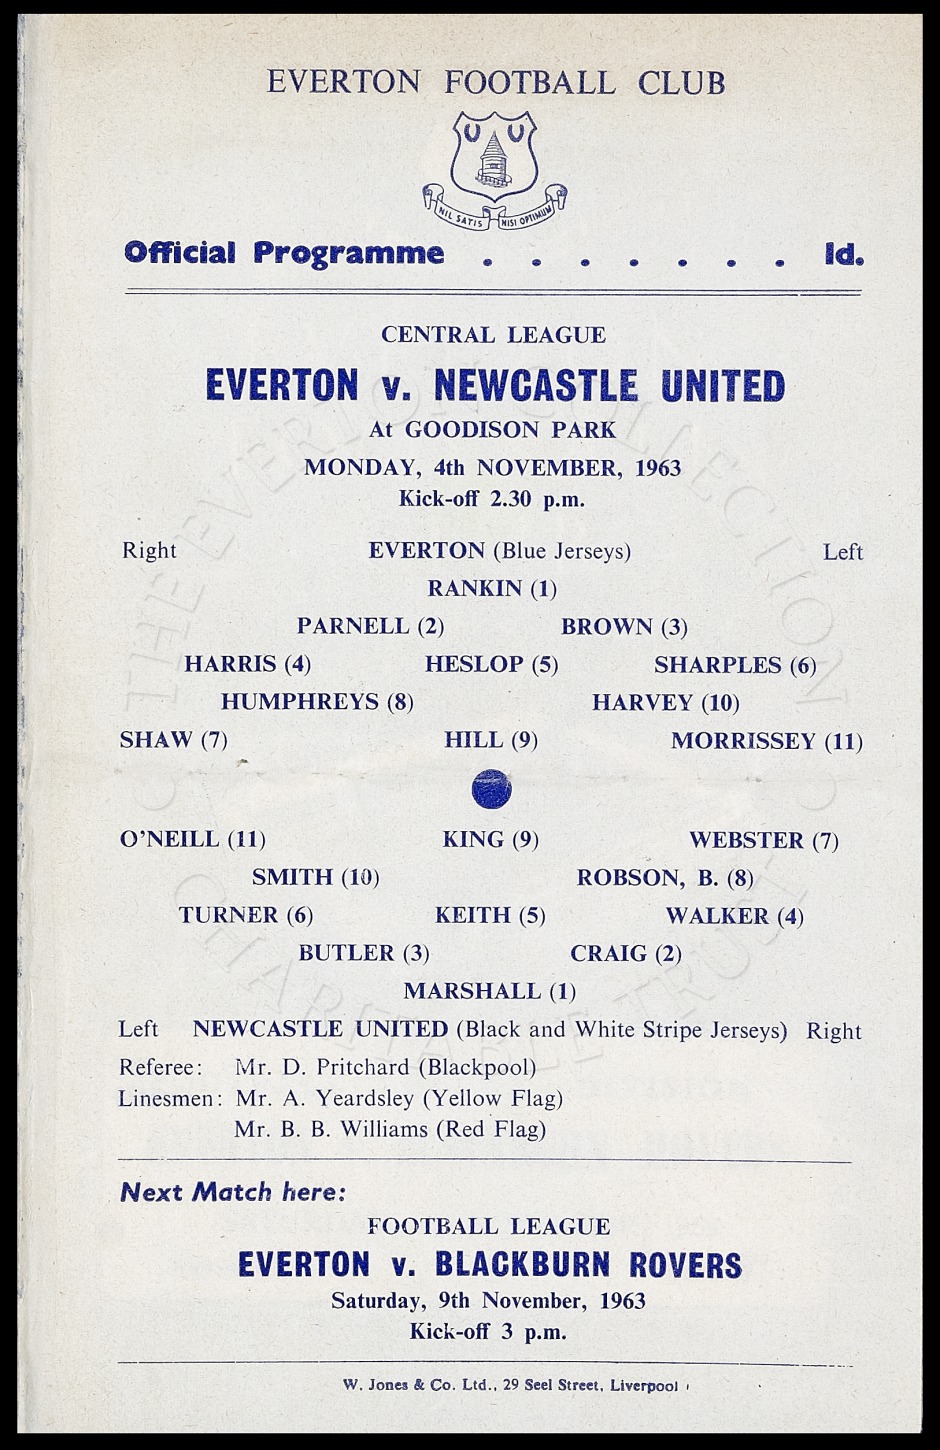 EVERTON FOOTBALL CLUB
NIL SATIS NISI OPTIMUM
Official Programme . . . . . . . 1d.
CENTRAL LEAGUE
EVERTON v. NEWCASTLE UNITED
At GOODISON PARK
MONDAY, 4th NOVEMBER, 1963
Kick-off 2.30 p.m.
Right EVERTON (Blue Jerseys) Left
RANKIN (1)
PARNELL (2) BROWN (3)
HARRIS (4) HESLOP (5) SHARPLES (6)
HUMPHREYS (8) HARVEY (10)
SHAW (7) HILL (9) MORRISSEY (11)
O'NEILL (11) KING (9) WEBSTER (7)
SMITH (10) ROBSON, B. (8)
TURNER (6) KEITH (5) WALKER (4)
BUTLER (3) CRAIG (2)
MARSHALL (1)
Left NEWCASTLE UNITED (Black and White Stripe Jerseys) Right
Referee: Mr. D. Pritchard (Blackpool)
Linesmen: Mr. A. Yeardsley (Yellow Flag)
Mr. B. B. Williams (Red Flag)
Next Match here:
FOOTBALL LEAGUE
EVERTON v. BLACKBURN ROVERS
Saturday, 9th November, 1963
Kick-off 3 p.m.
W. Jones & Co. Ltd., 29 Seel Street, Liverpool
THE EVERTON COLLECTION
CHARITABLE TRUST